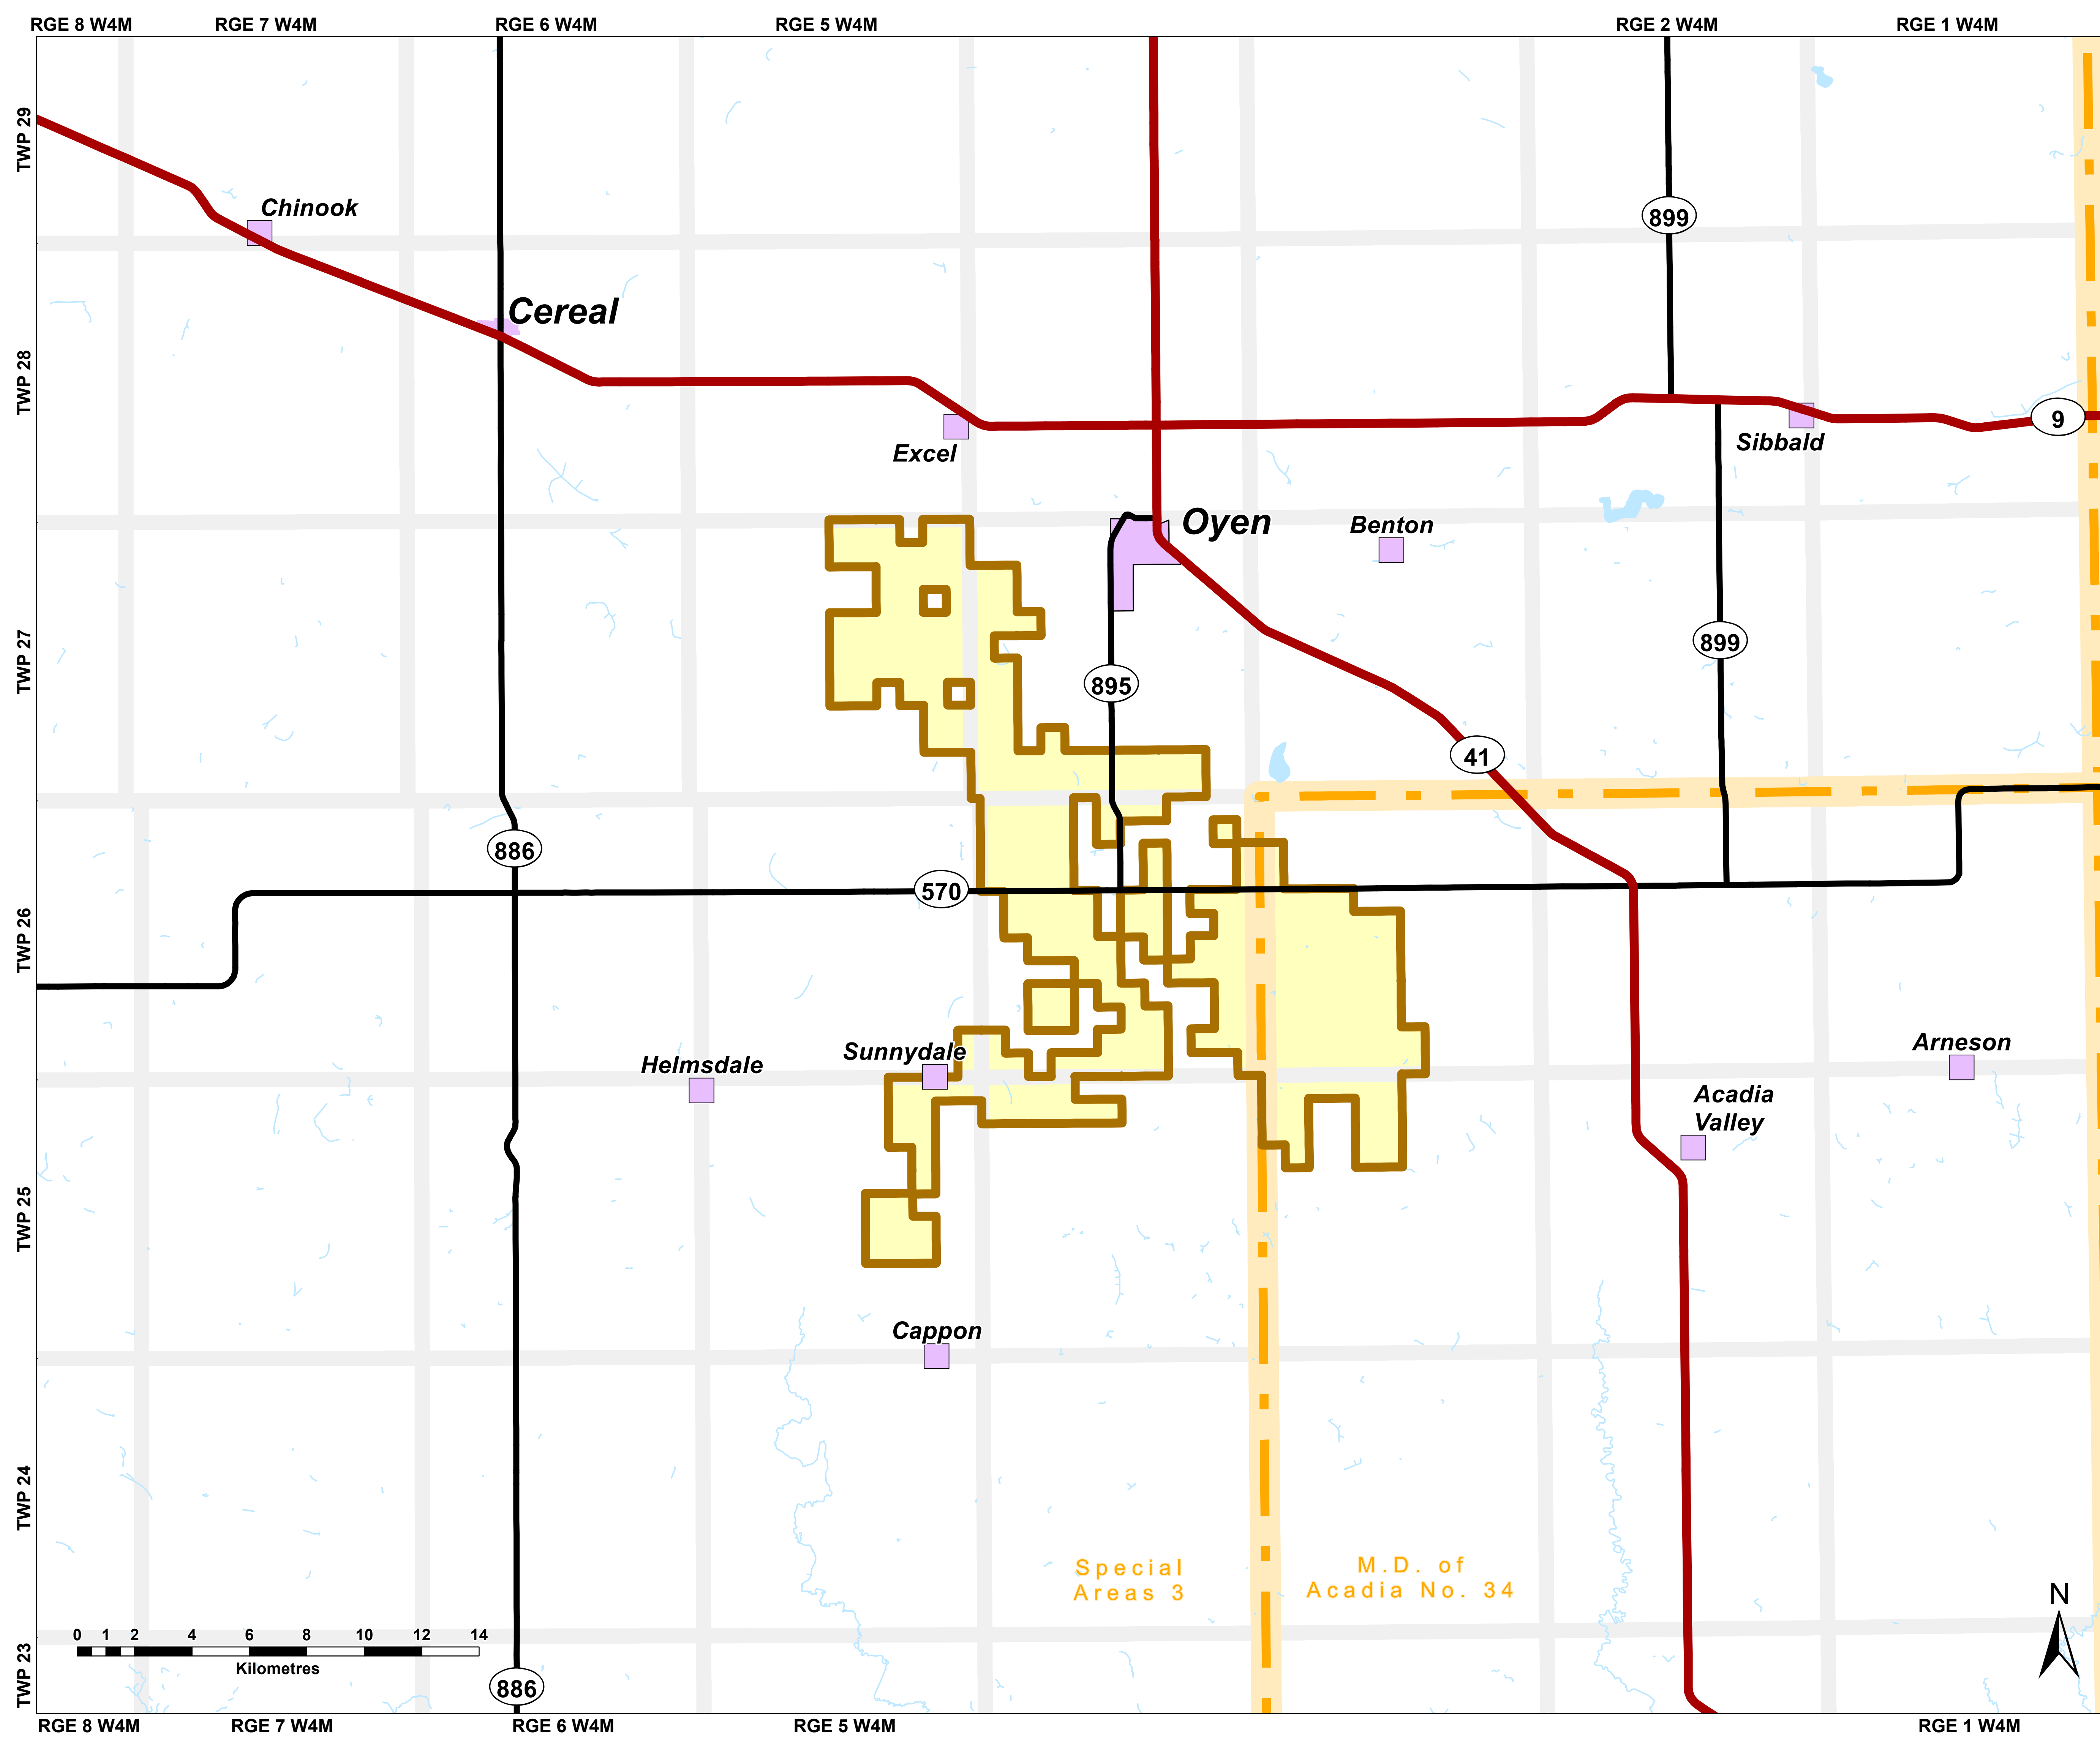 RGE 8 W4M RGE 7 W4M RGE 6 W4M RGE 5 W4M RGE 2 W4M RGE 1 W4M
TWP 29
Chinook
899
Cereal
TWP 28
9
Excel
Sibbald
Oyen
Benton
TWP 27
899
895
41
886
570
TWP 26
Sunnydale
Helmsdale
Arneson
Acadia
Valley
TWP 25
Cappon
TWP 24
Special
Areas 3
M.D. of
Acadia No. 34
N
0 1 2 4 6 8 10 12 14
Kilometres
TWP 23
886
RGE 8 W4M RGE 7 W4M RGE 6 W4M RGE 5 W4M RGE 1 W4M